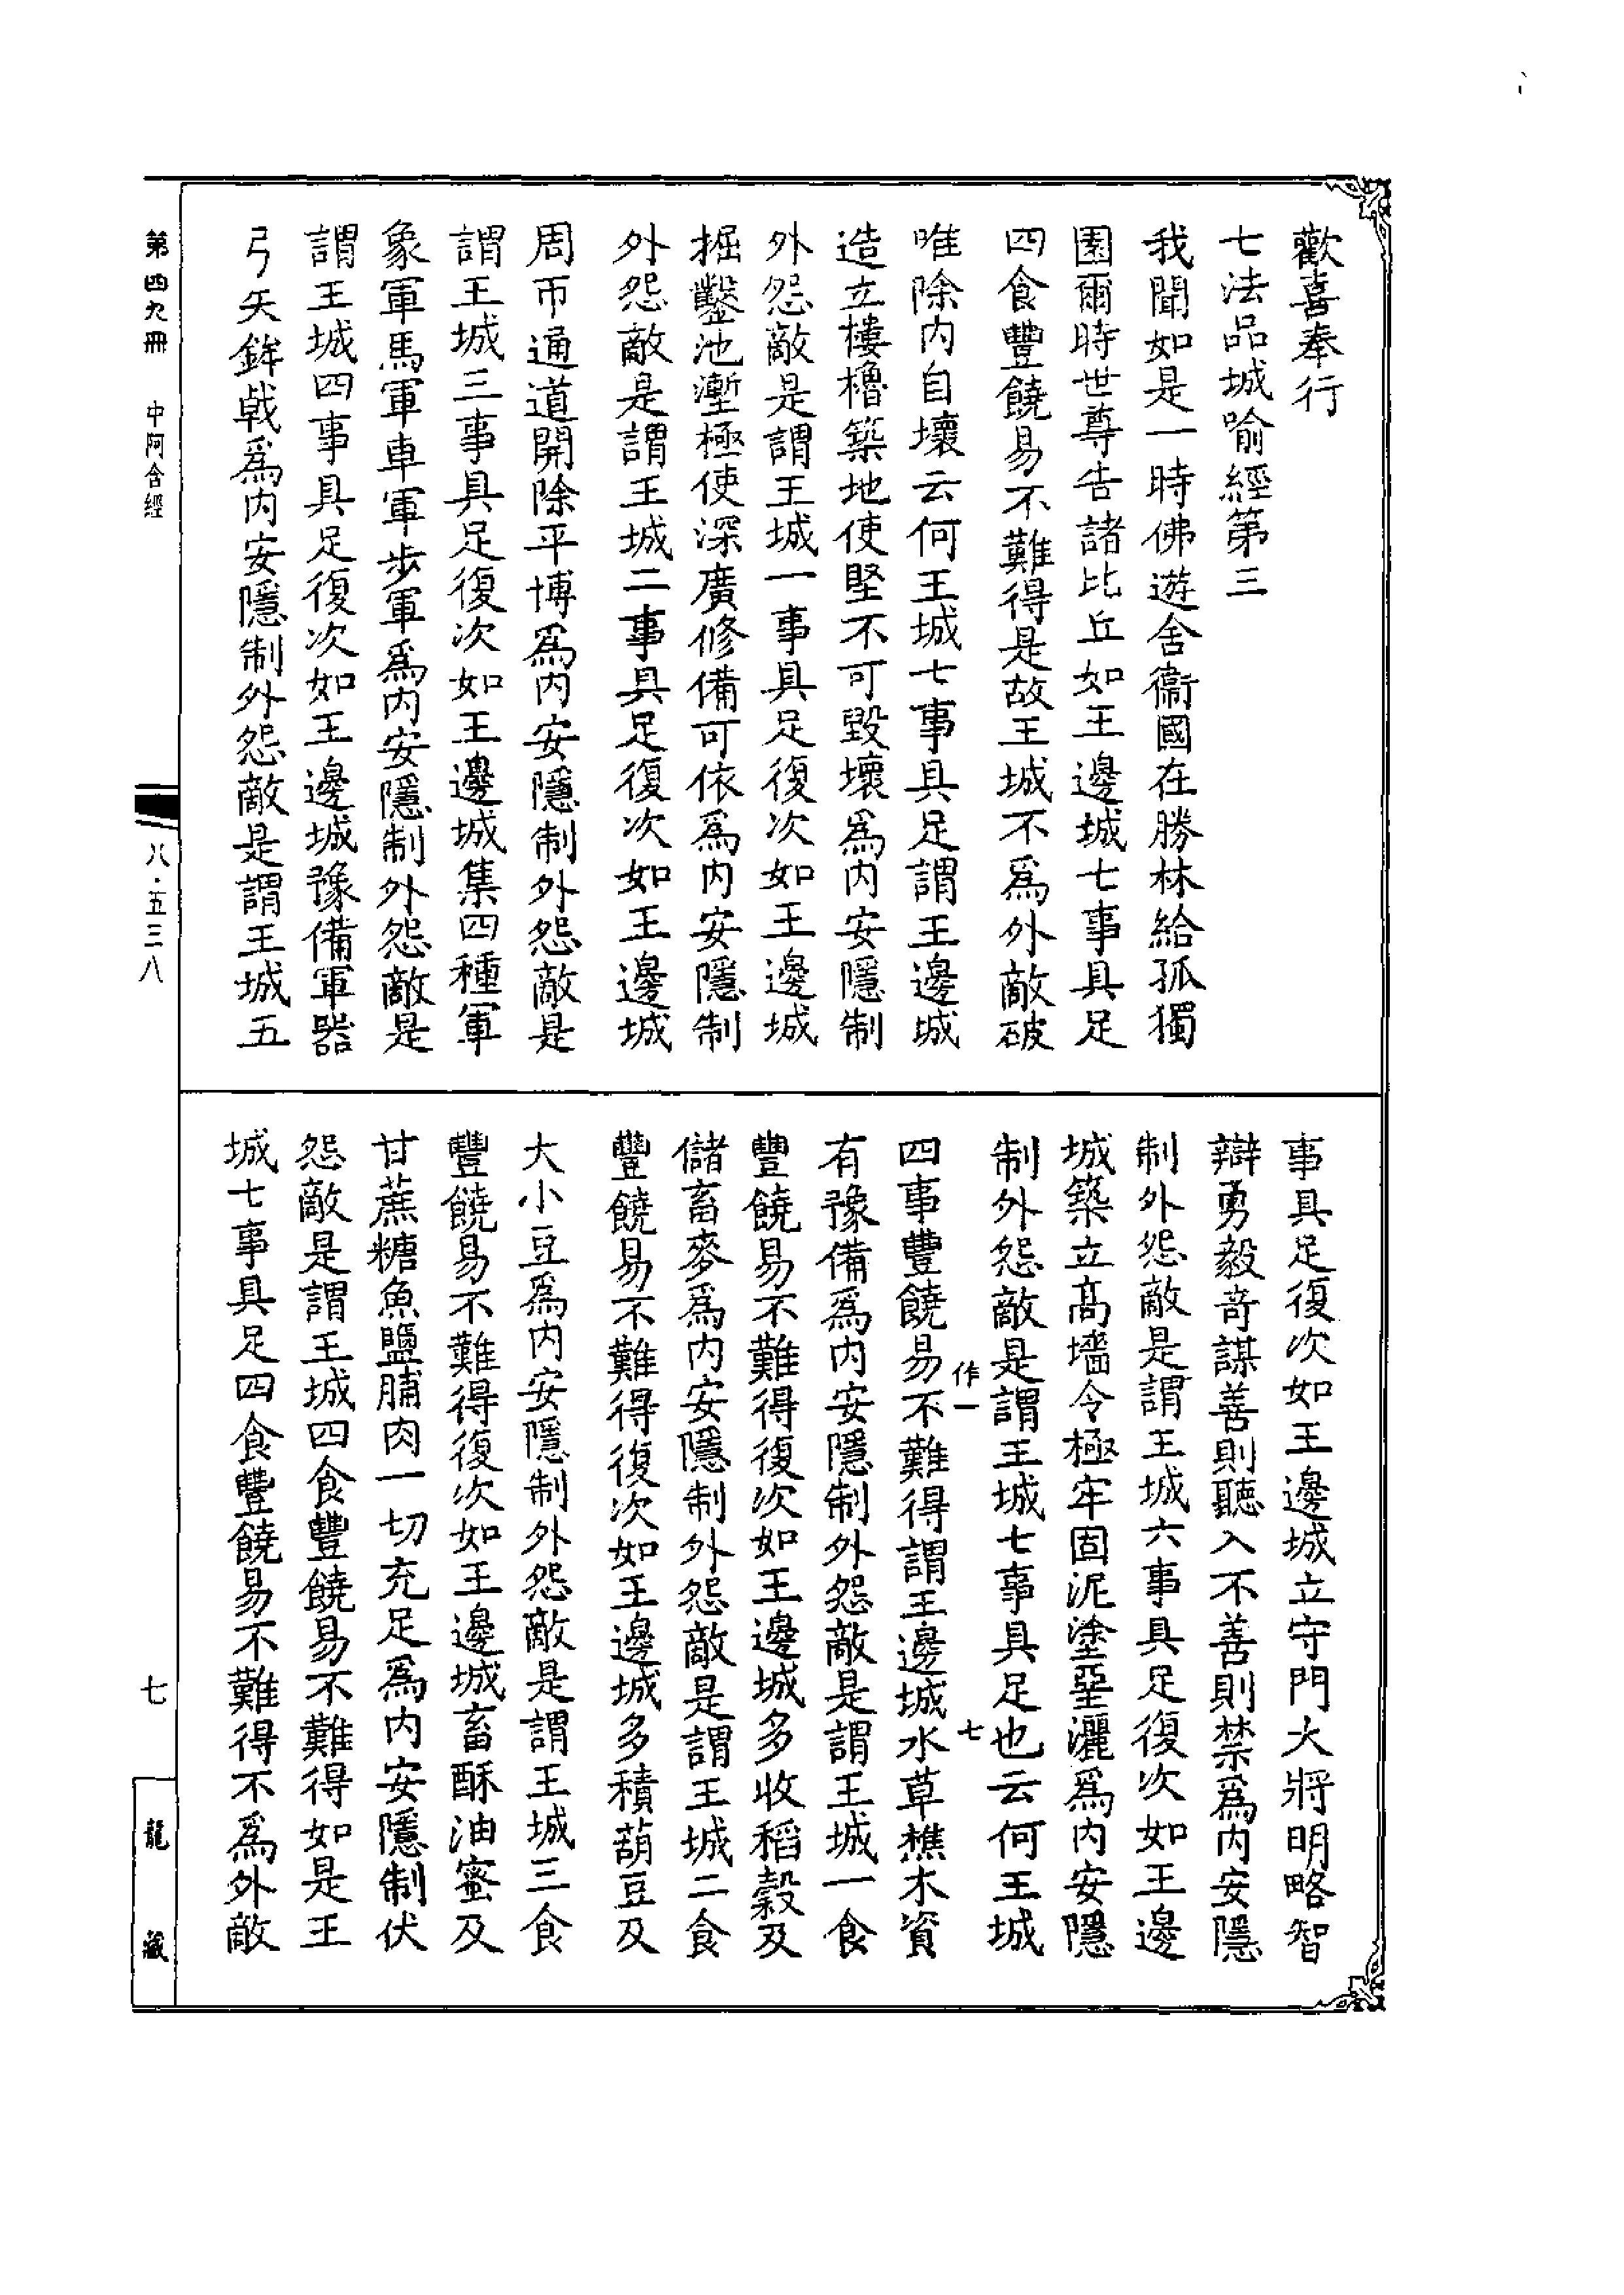 歡喜奉行
七法品城喻經第三
我聞如是一時佛遊舍衞國在勝林給孤獨
園爾時世尊告諸比丘如王邊城七事具足
四食豐饒易不難得是故王城不爲外敵破
唯除內自壞云何王城七事具足謂王邊城
造立樓櫓築地使堅不可毀壞爲內安隱制
外怨敵是謂王城一事具足復次如王邊城
掘鑿池壍極使深廣修備可依爲內安隱制
外怨敵是謂王城二事具足復次如王邊城
周帀通道開除平博爲內安隱制外怨敵是
謂王城三事具足復次如王邊城集四種軍
象軍馬軍車軍步軍爲內安隱制外怨敵是
謂王城四事具足復次如王邊城豫備軍器
弓矢鉾戟爲內安隱制外怨敵是謂王城五
事具足復次如王邊城立守門大將明略智
辯勇毅竒謀善則聽入不善則禁爲內安隱
制外怨敵是謂王城六事具足復次如王邊
城築立髙墻令極牢固泥塗堊灑爲內安隱
制外怨敵是謂王城七事具足也云何王城
作一 七
四事豐饒易不難得謂王邊城水草樵木資
有豫備爲內安隱制外怨敵是謂王城一食
豐饒易不難得復次如王邊城多收稻穀及
儲畜麥爲內安隱制外怨敵是謂王城二食
豐饒易不難得復次如王邊城多積䅟豆及
大小豆爲內安隱制外怨敵是謂王城三食
豐饒易不難得復次如王邊城畜酥油蜜及
甘蔗糖魚鹽脯肉一切充足爲內安隱制伏
怨敵是謂王城四食豐饒易不難得如是王
城七事具足四食豐饒易不難得不爲外敵
第四九冊 中阿含經
八·五三八
七
龍藏